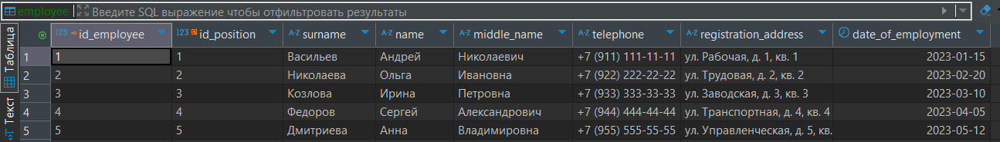 employee Введите SQL выражение чтобы отфильтровать результаты
Таблица
Текст
123 id_employee 123 id_position A-Z surname A-Z name A-Z middle_name A-Z telephone A-Z registration_address date_of_employment
1 1 1 Васильев Андрей Николаевич +7 (911) 111-11-11 ул. Рабочая, д. 1, кв. 1 2023-01-15
2 2 2 Николаева Ольга Ивановна +7 (922) 222-22-22 ул. Трудовая, д. 2, кв. 2 2023-02-20
3 3 3 Козлова Ирина Петровна +7 (933) 333-33-33 ул. Заводская, д. 3, кв. 3 2023-03-10
4 4 4 Федоров Сергей Александрович +7 (944) 444-44-44 ул. Транспортная, д. 4, кв. 4 2023-04-05
5 5 5 Дмитриева Анна Владимировна +7 (955) 555-55-55 ул. Управленческая, д. 5, кв. 2023-05-12